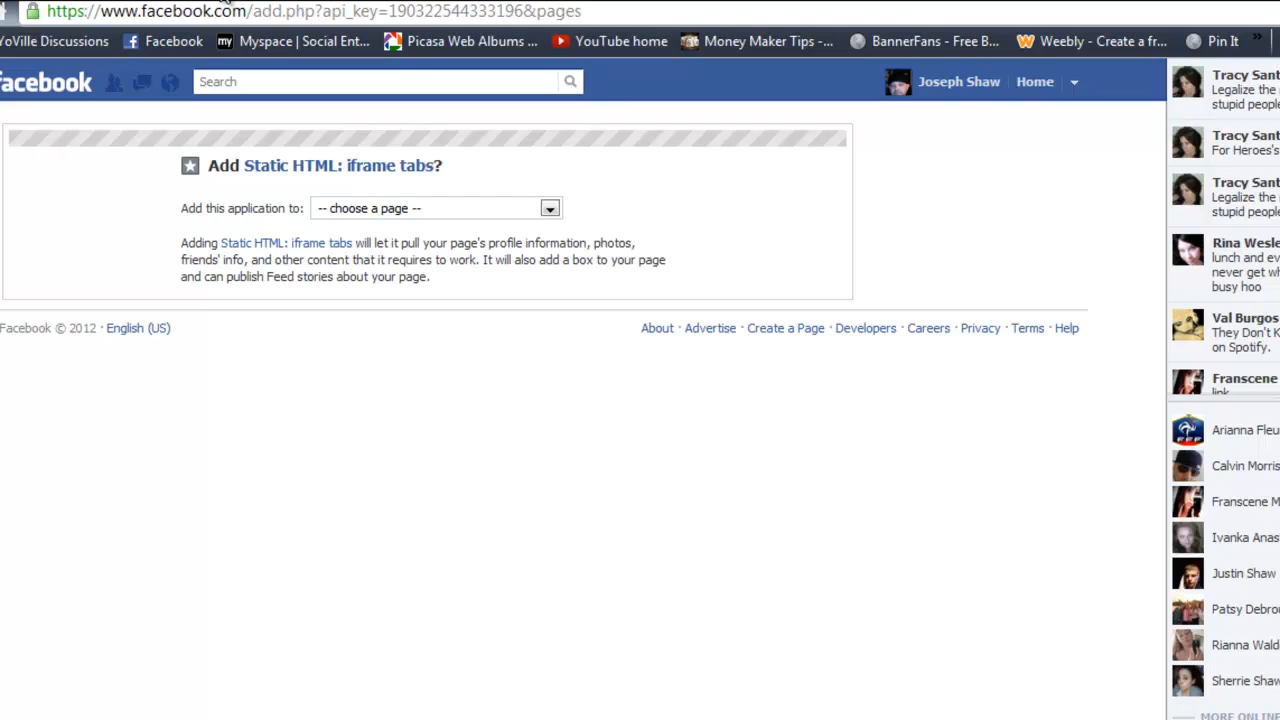 https://www.facebook.com/add.php?api_key=190322544333196&pages
YoVille Discussions
Facebook
my
Myspace | Social Ent...
Picasa Web Albums ...
YouTube home
Money Maker Tips -...
BannerFans - Free B...
Weebly - Create a fr...
Pin It
»
facebook
Search
Joseph Shaw
Home
Add Static HTML: iframe tabs?
Add this application to:
-- choose a page --
Adding Static HTML: iframe tabs will let it pull your page's profile information, photos,
friends' info, and other content that it requires to work. It will also add a box to your page
and can publish Feed stories about your page.
Facebook © 2012 · English (US)
About · Advertise · Create a Page · Developers · Careers · Privacy · Terms · Help
Tracy Sant
Legalize the
stupid people
Tracy Sant
For Heroes's
Tracy Sant
Legalize the
stupid people
Rina Wesle
lunch and ev
never get wh
busy hoo
Val Burgos
They Don't K
on Spotify.
Franscene
link
Arianna Fleu
Calvin Morris
Franscene M
Ivanka Anas
Justin Shaw
Patsy Debrou
Rianna Wald
Sherrie Shaw
MORE ONLINE